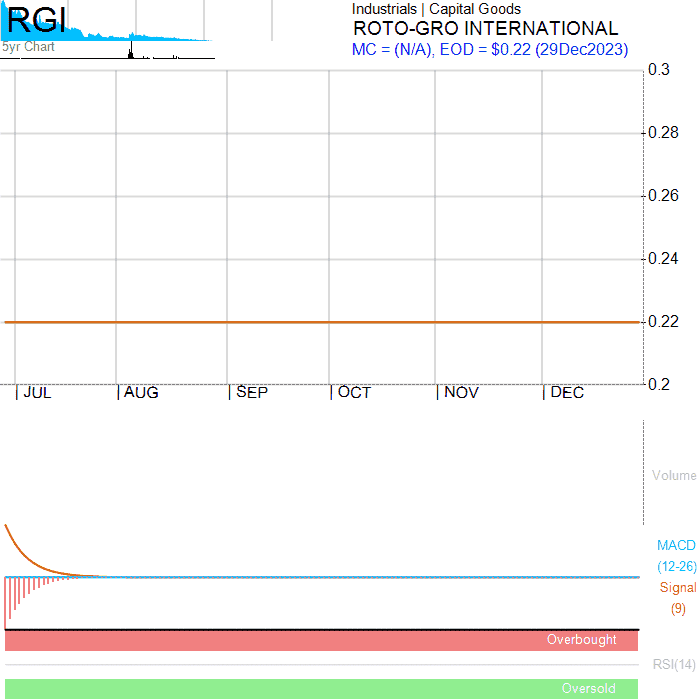 RGI
5yr Chart
Industrials | Capital Goods
ROTO-GRO INTERNATIONAL
MC = (N/A), EOD = $0.22 (29Dec2023)
0.3
0.28
0.26
0.24
0.22
0.2
| JUL | AUG | SEP | OCT | NOV | DEC
Volume
MACD
(12-26)
Signal
(9)
Overbought
RSI(14)
Oversold